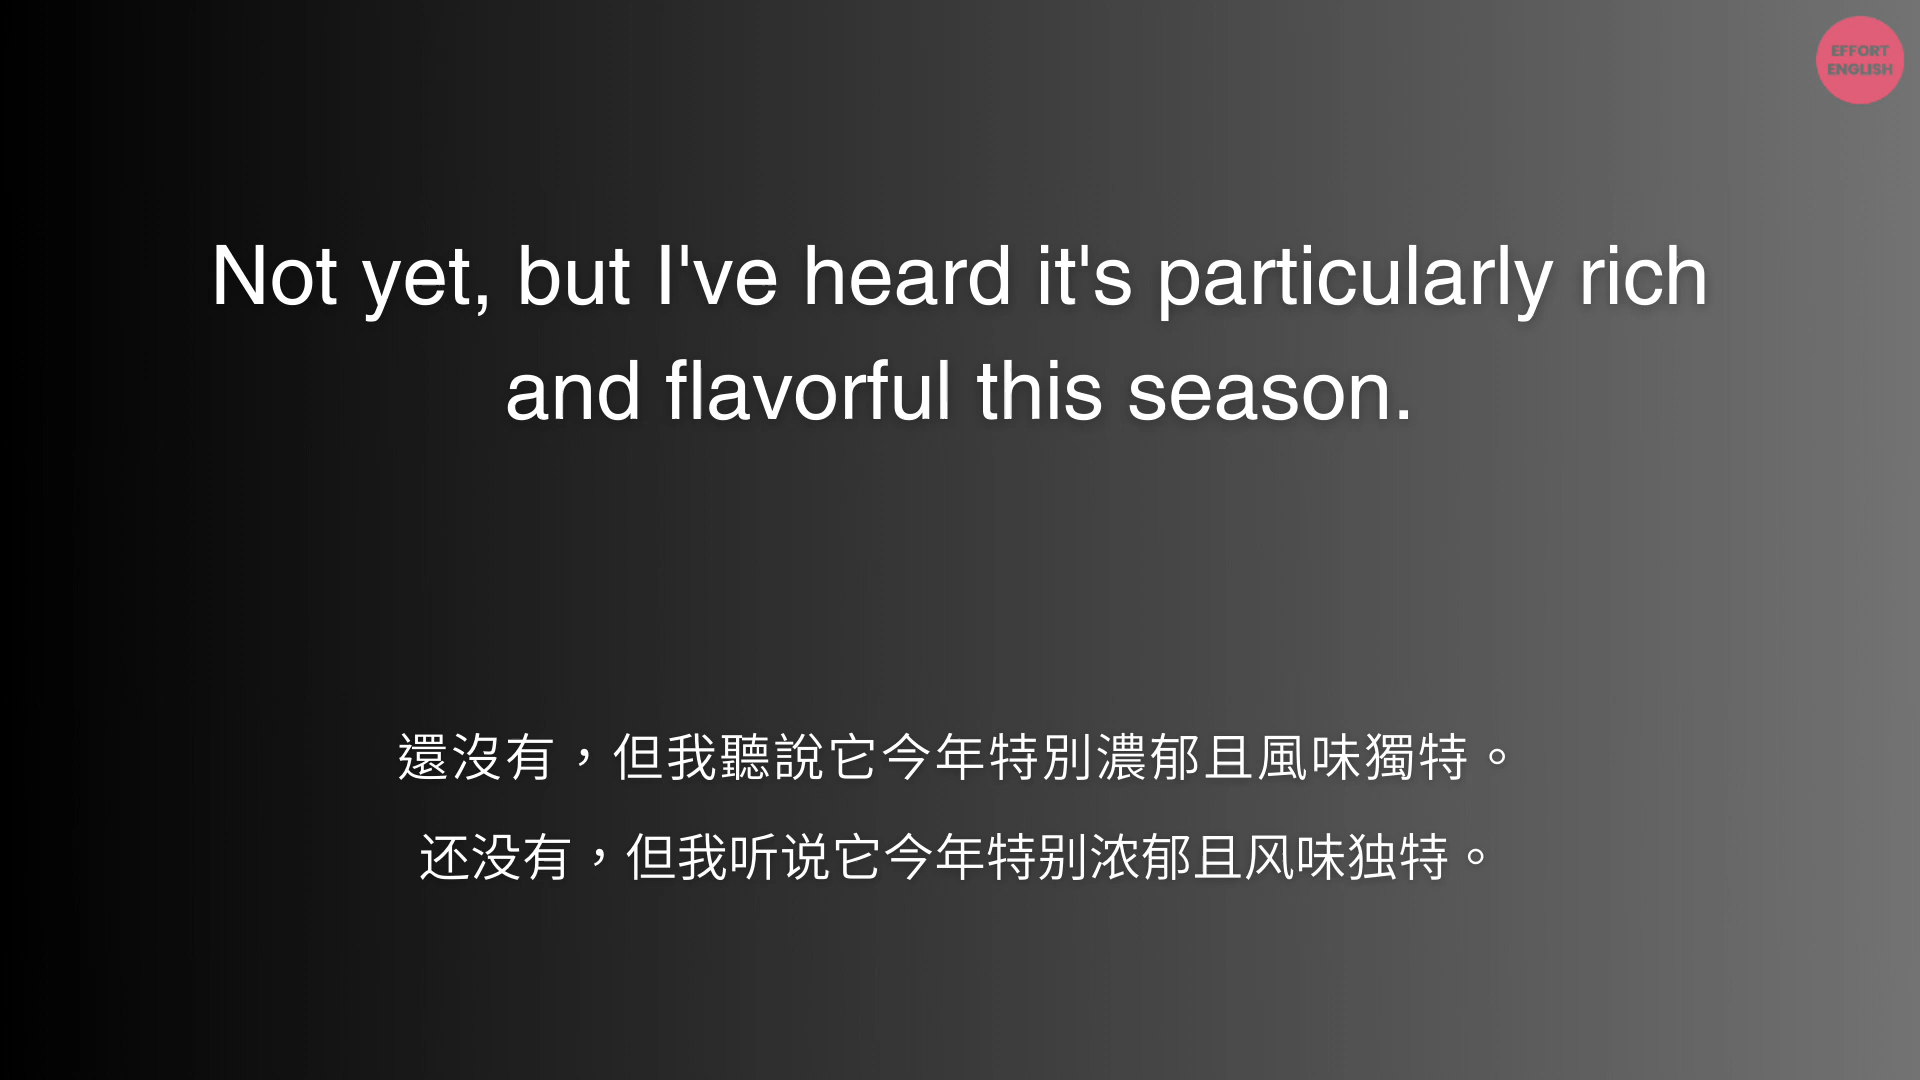 EFFORT
ENGLISH
Not yet, but I've heard it's particularly rich
and flavorful this season.
還沒有，但我聽說它今年特別濃郁且風味獨特。
还没有，但我听说它今年特别浓郁且风味独特。